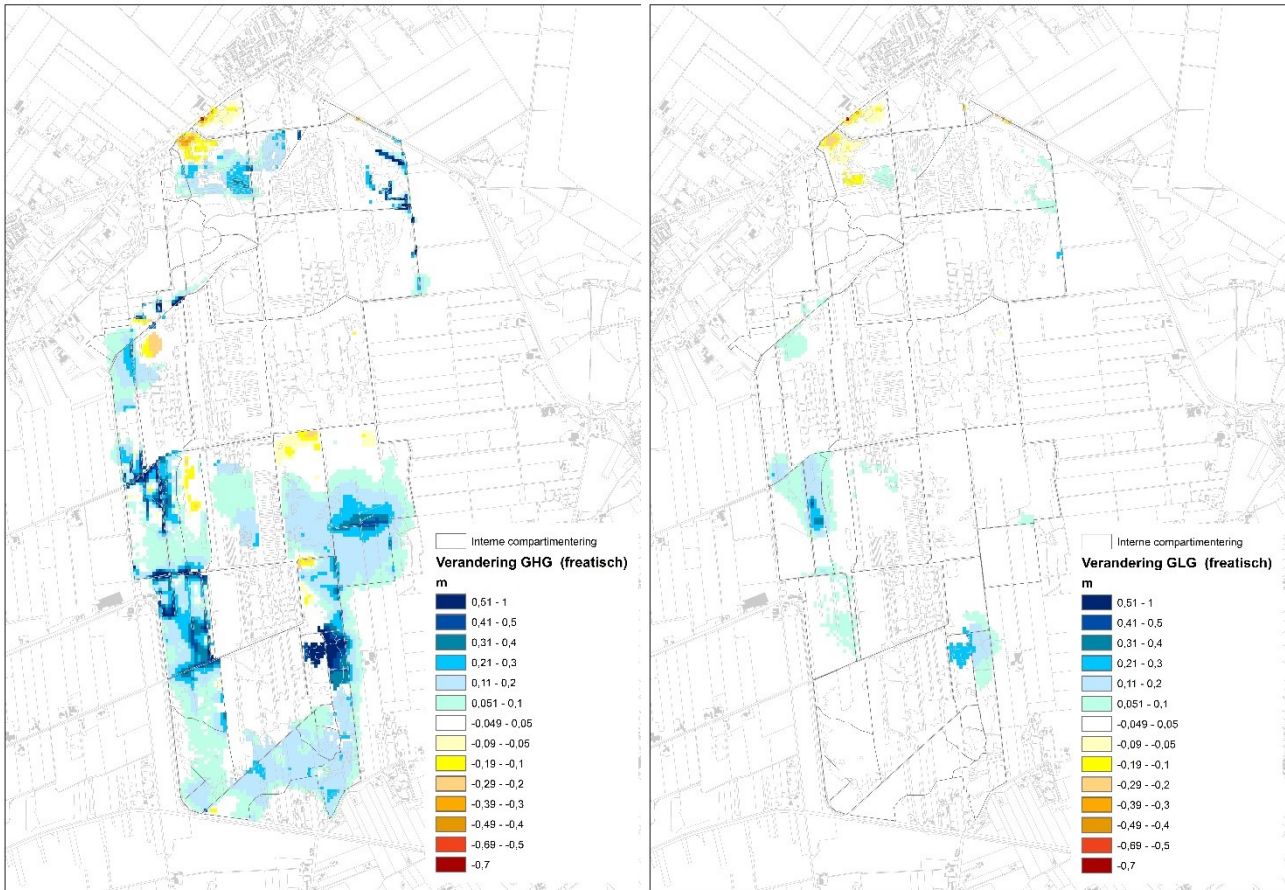 Interne compartimentering
Verandering GHG (freatisch)
m
0,51 - 1
0,41 - 0,5
0,31 - 0,4
0,21 - 0,3
0,11 - 0,2
0,051 - 0,1
-0,049 - 0,05
-0,09 - -0,05
-0,19 - -0,1
-0,29 - -0,2
-0,39 - -0,3
-0,49 - -0,4
-0,69 - -0,5
-0,7
Interne compartimentering
Verandering GLG (freatisch)
m
0,51 - 1
0,41 - 0,5
0,31 - 0,4
0,21 - 0,3
0,11 - 0,2
0,051 - 0,1
-0,049 - 0,05
-0,09 - -0,05
-0,19 - -0,1
-0,29 - -0,2
-0,39 - -0,3
-0,49 - -0,4
-0,69 - -0,5
-0,7